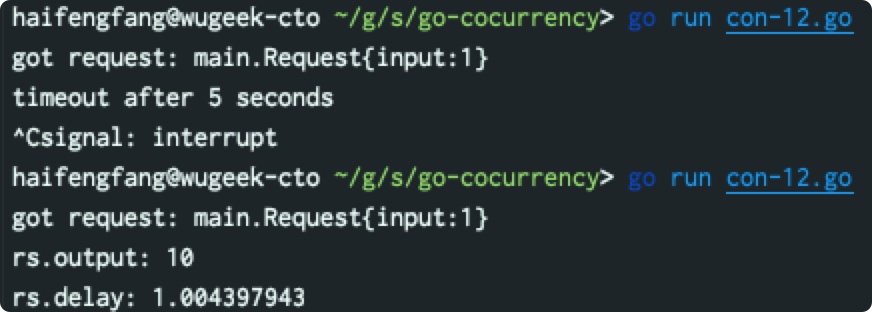 haifengfang@wugeek-cto ~/g/s/go-cocurrency> go run con-12.go
got request: main.Request{input:1}
timeout after 5 seconds
^Csignal: interrupt
haifengfang@wugeek-cto ~/g/s/go-cocurrency> go run con-12.go
got request: main.Request{input:1}
rs.output: 10
rs.delay: 1.004397943